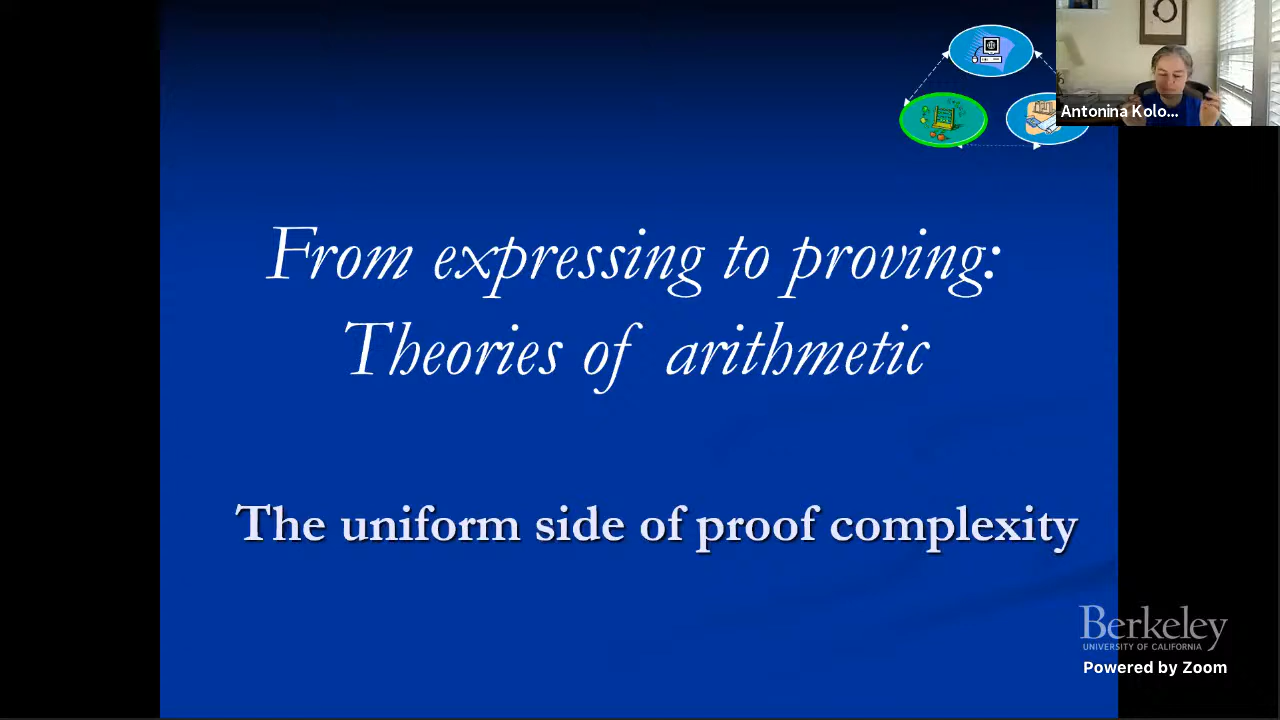 Antonina Kolo...
From expressing to proving:
Theories of arithmetic
The uniform side of proof complexity
Berkeley
UNIVERSITY OF CALIFORNIA
Powered by Zoom